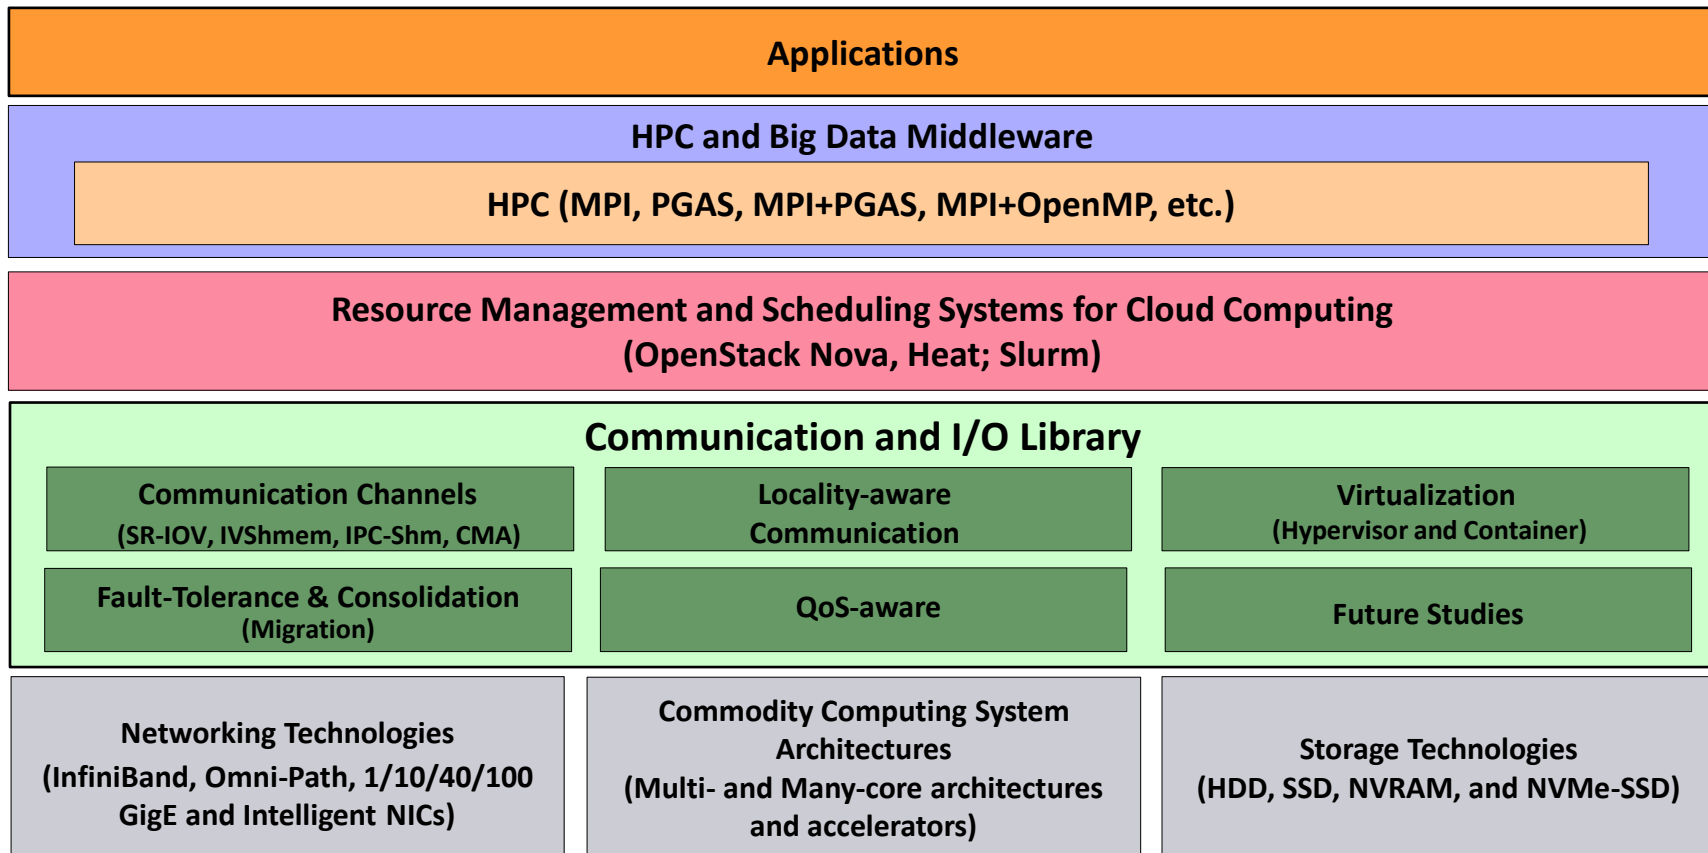 Applications
HPC and Big Data Middleware
HPC (MPI, PGAS, MPI+PGAS, MPI+OpenMP, etc.)
Resource Management and Scheduling Systems for Cloud Computing
(OpenStack Nova, Heat; Slurm)
Communication and I/O Library
Communication Channels
(SR-IOV, IVShmem, IPC-Shm, CMA)
Locality-aware
Communication
Virtualization
(Hypervisor and Container)
Fault-Tolerance & Consolidation
(Migration)
QoS-aware
Future Studies
Networking Technologies
(InfiniBand, Omni-Path, 1/10/40/100
GigE and Intelligent NICs)
Commodity Computing System
Architectures
(Multi- and Many-core architectures
and accelerators)
Storage Technologies
(HDD, SSD, NVRAM, and NVMe-SSD)